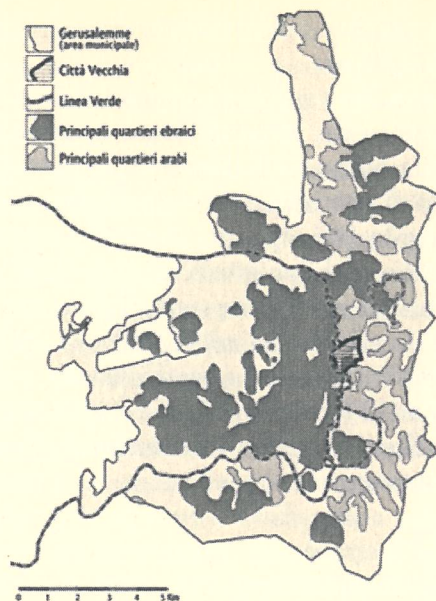 Gerusalemme
(area municipale)
Città Vecchia
Linea Verde
Principali quartieri ebraici
Principali quartieri arabi
0 1 2 3 4 5 Km